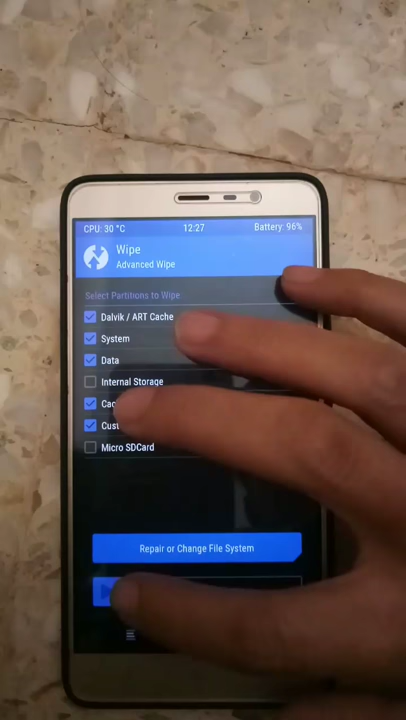 CPU: 30 °C 12:27 Battery: 96%
Wipe
Advanced Wipe
Select Partitions to Wipe
Dalvik / ART Cache
System
Data
Internal Storage
Micro SDCard
Repair or Change File System